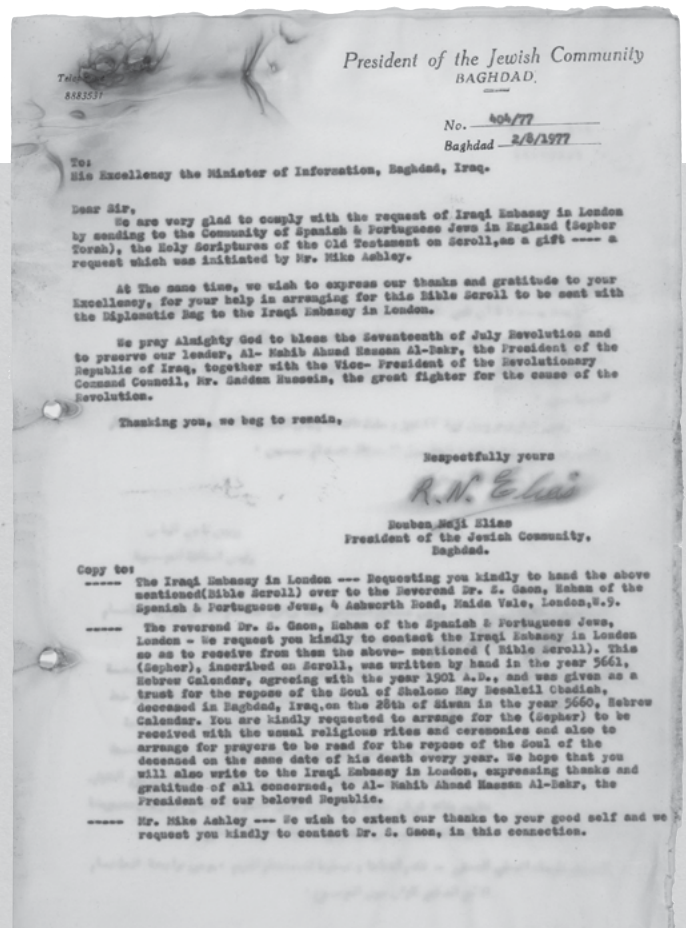 President of the Jewish Community
BAGHDAD.
8883531
No. 404/77
Baghdad 2/8/1977
To:
His Excellency the Minister of Information, Baghdad, Iraq.
Dear Sir,
We are very glad to comply with the request of Iraqi Embassy in London
by sending to the Community of Spanish & Portuguese Jews in England (Sepher
Torah), the Holy Scriptures of the Old Testament on Scroll,as a gift ---- a
request which was initiated by Mr. Mike Ashley.
At The same time, we wish to express our thanks and gratitude to your
Excellency, for your help in arranging for this Bible Scroll to be sent with
the Diplomatic Bag to the Iraqi Embassy in London.
We pray Almighty God to bless the Seventeenth of July Revolution and
to preserve our leader, Al- Mahib Ahmad Hassan Al-Bakr, the President of the
Republic of Iraq, together with the Vice- President of the Revolutionary
Command Council, Mr. Saddam Hussein, the great fighter for the cause of the
Revolution.
Thanking you, we beg to remain,
Respectfully yours
R.N. Elias
Reuben Naji Elias
President of the Jewish Community,
Baghdad.
Copy to:
----- The Iraqi Embassy in London --- Requesting you kindly to hand the above
mentioned(Bible Scroll) over to the Reverend Dr. S. Gaon, Haham of the
Spanish & Portuguese Jews, 4 Ashworth Road, Maida Vale, London,W.9.
----- The reverend Dr. S. Gaon, Haham of the Spanish & Portuguese Jews,
London - We request you kindly to contact the Iraqi Embassy in London
so as to receive from them the above- mentioned ( Bible Scroll). This
(Sepher), inscribed on Scroll, was written by hand in the year 5661,
Hebrew Calendar, agreeing with the year 1901 A.D., and was given as a
trust for the repose of the Soul of Shelomo Hay Besaleil Obadiah,
deceased in Baghdad, Iraq.on the 28th of Siwan in the year 5660, Hebrew
Calendar. You are kindly requested to arrange for the (Sepher) to be
received with the usual religious rites and ceremonies and also to
arrange for prayers to be read for the repose of the Soul of the
deceased on the same date of his death every year. We hope that you
will also write to the Iraqi Embassy in London, expressing thanks and
gratitude of all concerned, to Al- Mahib Ahmad Hassan Al-Bakr, the
President of our beloved Republic.
----- Mr. Mike Ashley --- We wish to extent our thanks to your good self and we
request you kindly to contact Dr. S. Gaon, in this connection.